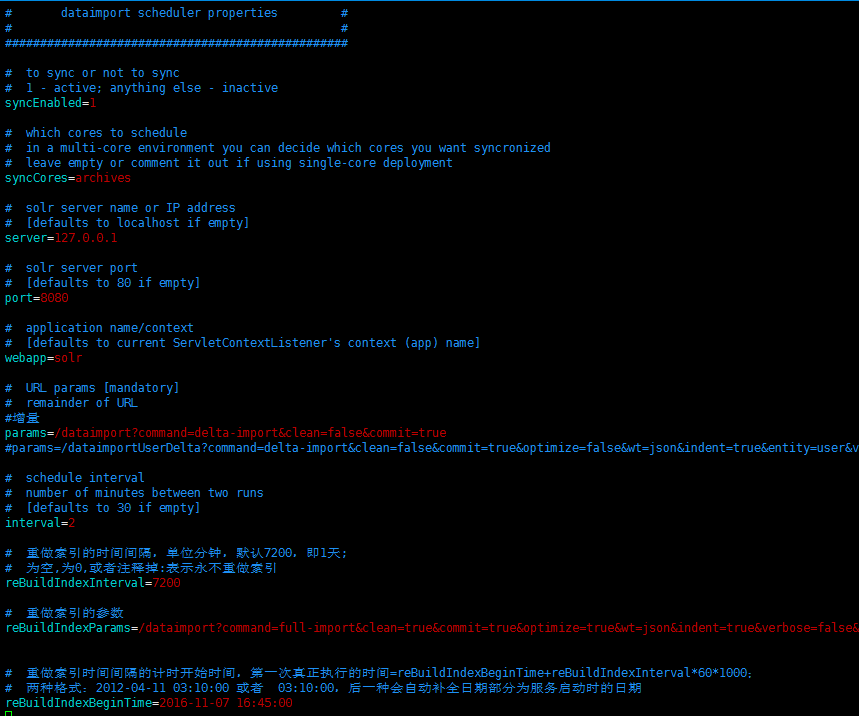 #       dataimport scheduler properties         #
#                                               #
#################################################
#  to sync or not to sync
#  1 - active; anything else - inactive
syncEnabled=1
#  which cores to schedule
#  in a multi-core environment you can decide which cores you want syncronized
#  leave empty or comment it out if using single-core deployment
syncCores=archives
#  solr server name or IP address
#  [defaults to localhost if empty]
server=127.0.0.1
#  solr server port
#  [defaults to 80 if empty]
port=8080
#  application name/context
#  [defaults to current ServletContextListener's context (app) name]
webapp=solr
#  URL params [mandatory]
#  remainder of URL
#增量
params=/dataimport?command=delta-import&clean=false&commit=true
#params=/dataimportUserDelta?command=delta-import&clean=false&commit=true&optimize=false&wt=json&indent=true&entity=user&v
#  schedule interval
#  number of minutes between two runs
#  [defaults to 30 if empty]
interval=2
#  重做索引的时间间隔，单位分钟，默认7200，即1天;
#  为空,为0,或者注释掉:表示永不重做索引
reBuildIndexInterval=7200
#  重做索引的参数
reBuildIndexParams=/dataimport?command=full-import&clean=true&commit=true&optimize=true&wt=json&indent=true&verbose=false&
#  重做索引时间间隔的计时开始时间，第一次真正执行的时间=reBuildIndexBeginTime+reBuildIndexInterval*60*1000；
#  两种格式：2012-04-11 03:10:00 或者  03:10:00，后一种会自动补全日期部分为服务启动时的日期
reBuildIndexBeginTime=2016-11-07 16:45:00